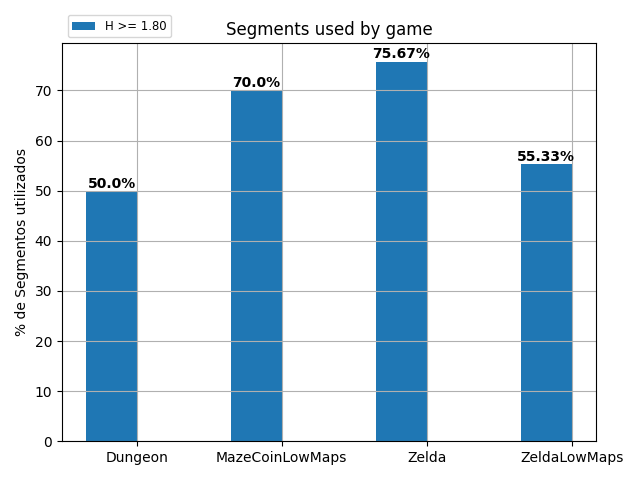 H >= 1.80
Segments used by game
% de Segmentos utilizados
70
60
50
40
30
20
10
0
50.0%
70.0%
75.67%
55.33%
Dungeon
MazeCoinLowMaps
Zelda
ZeldaLowMaps